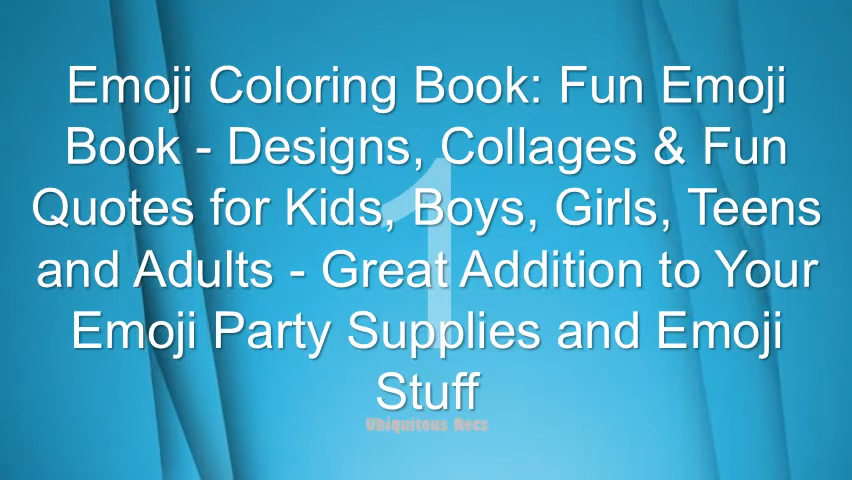 Emoji Coloring Book: Fun Emoji
Book - Designs, Collages & Fun
Quotes for Kids, Boys, Girls, Teens
and Adults - Great Addition to Your
Emoji Party Supplies and Emoji
Stuff
1
Ubiquitous Recs